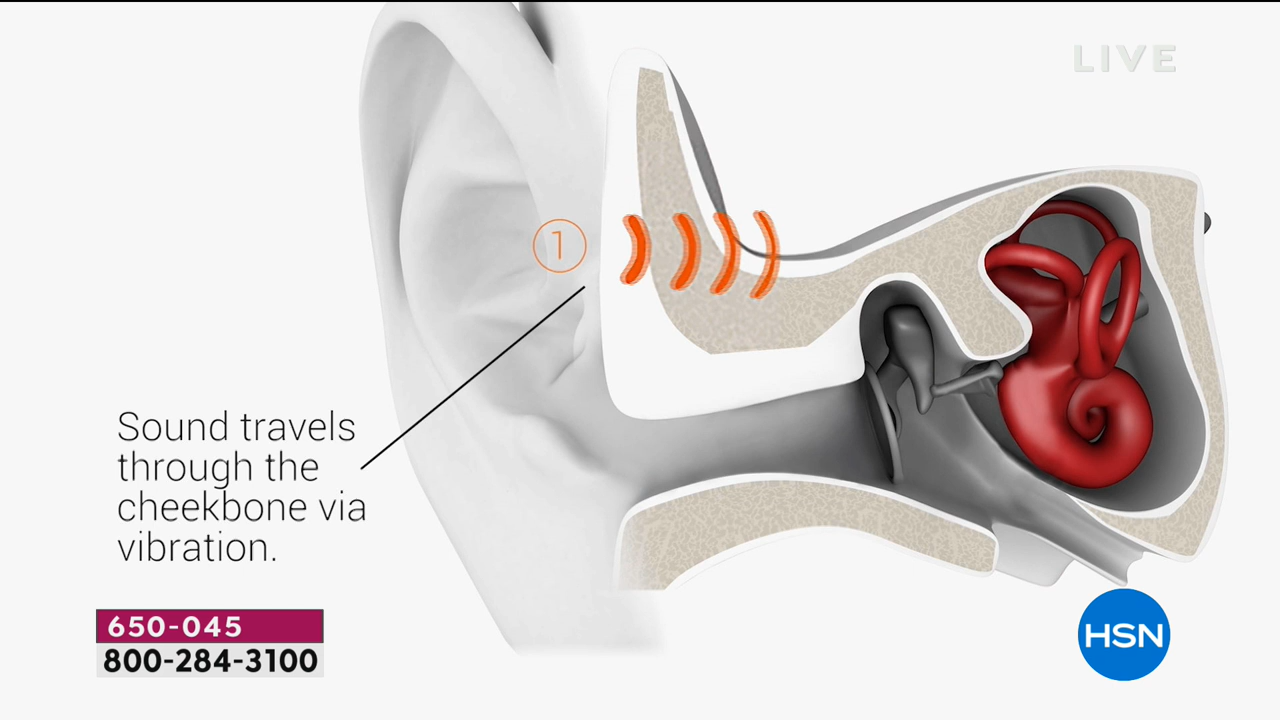 LIVE
1
Sound travels
through the
cheekbone via
vibration.
650-045
800-284-3100
HSN